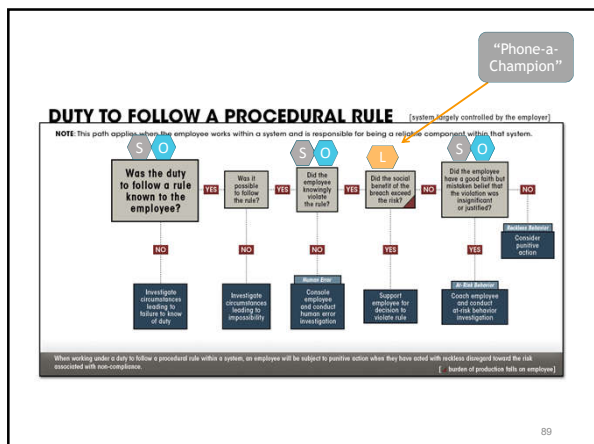 “Phone-a-
Champion”
DUTY TO FOLLOW A PROCEDURAL RULE
[system largely controlled by the employer]
NOTE: This path applies when the employee works within a system and is responsible for being a reliable component within that system.
S O
Was the duty
to follow a rule
known to the
employee?
YES
Was it
possible to
follow
the rule?
YES
S O
Did the
employee
knowingly
violate
the rule?
YES
L
Did the social
benefit of the
breach exceed
the risk?
NO
S O
Did the employee
have a good faith but
mistaken belief that
the violation was
insignificant
or justified?
NO
Reckless Behavior
Consider
punitive
action
NO
Investigate
circumstances
leading to
failure to know
of duty
NO
Investigate
circumstances
leading to
impossibility
NO
Human Error
Console
employee
and conduct
human error
investigation
YES
Support
employee for
decision to
violate rule
YES
At-Risk Behavior
Coach employee
and conduct
at-risk behavior
investigation
When working under a duty to follow a procedural rule within a system, an employee will be subject to punitive action when they have acted with reckless disregard toward the risk
associated with non-compliance.
[ burden of production falls on employee]
89